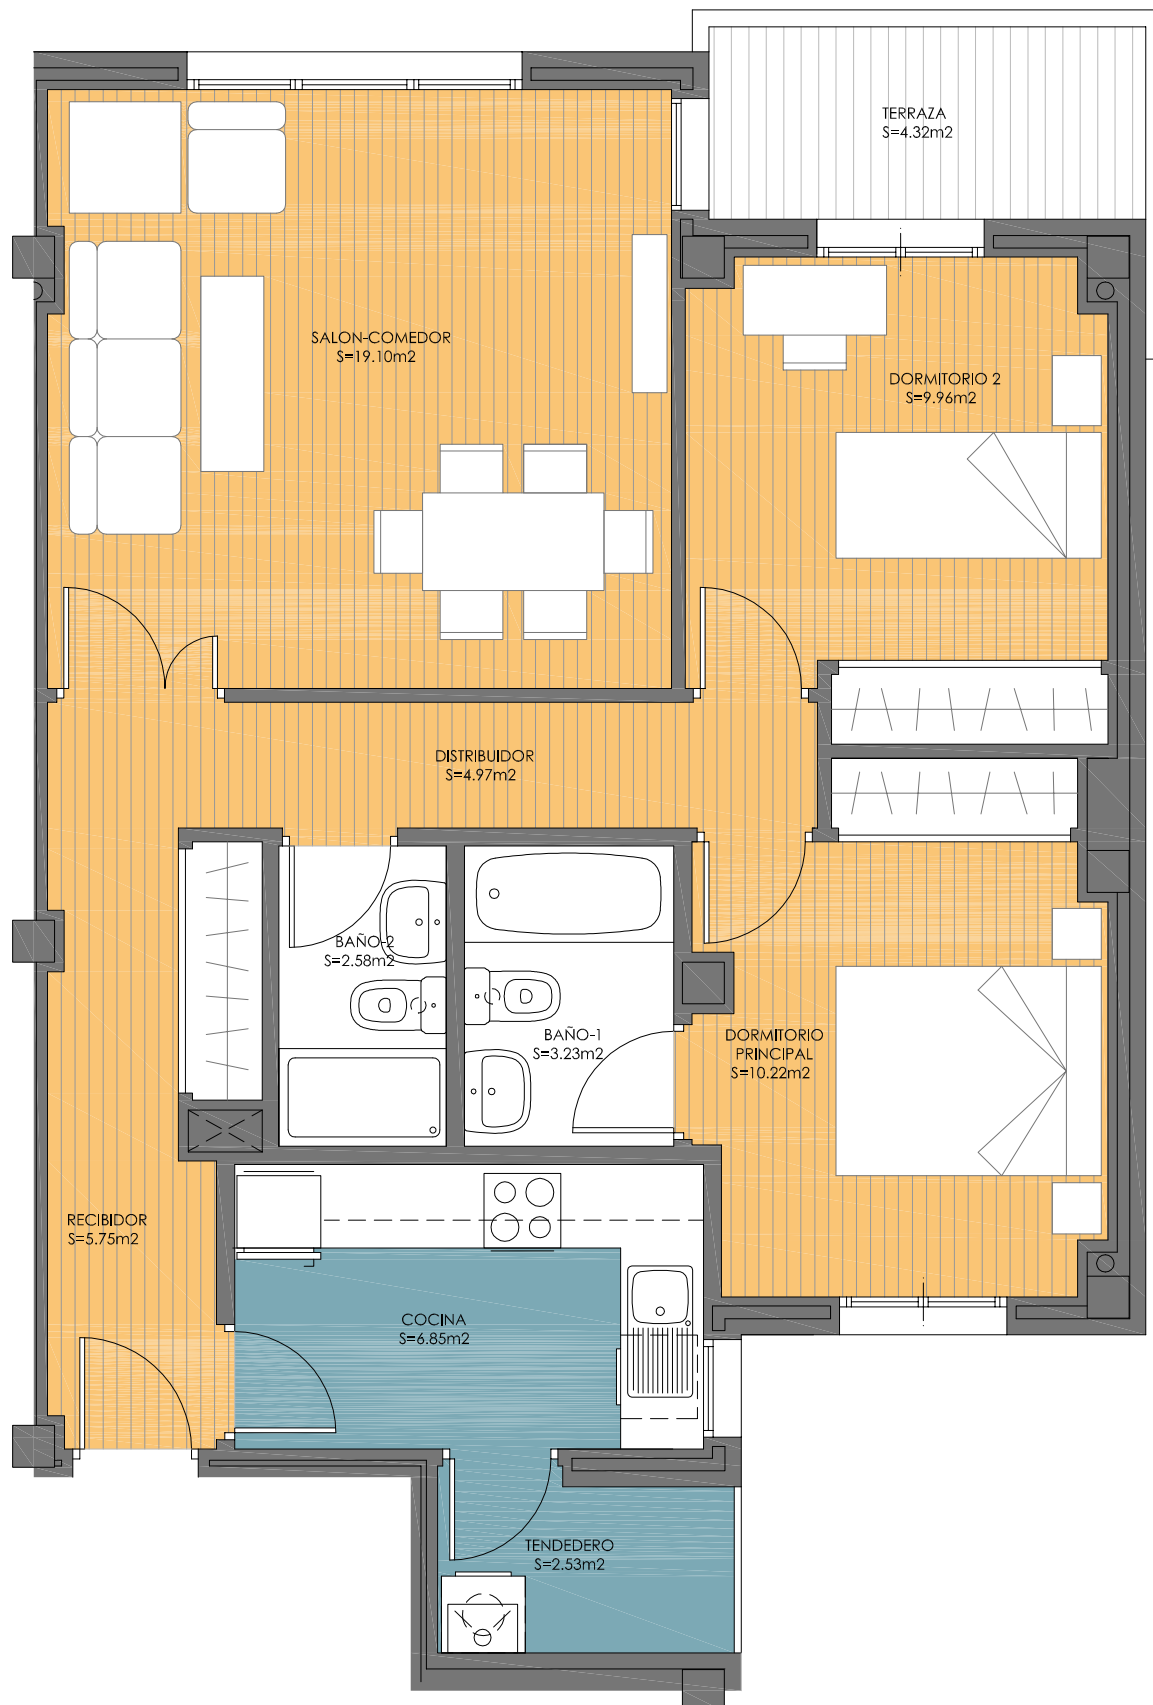 TERRAZA
S=4.32m2
SALON-COMEDOR
S=19.10m2
DORMITORIO 2
S=9.96m2
DISTRIBUIDOR
S=4.97m2
BAÑO-2
S=2.58m2
BAÑO-1
S=3.23m2
DORMITORIO
PRINCIPAL
S=10.22m2
RECIBIDOR
S=5.75m2
COCINA
S=6.85m2
TENDEDERO
S=2.53m2